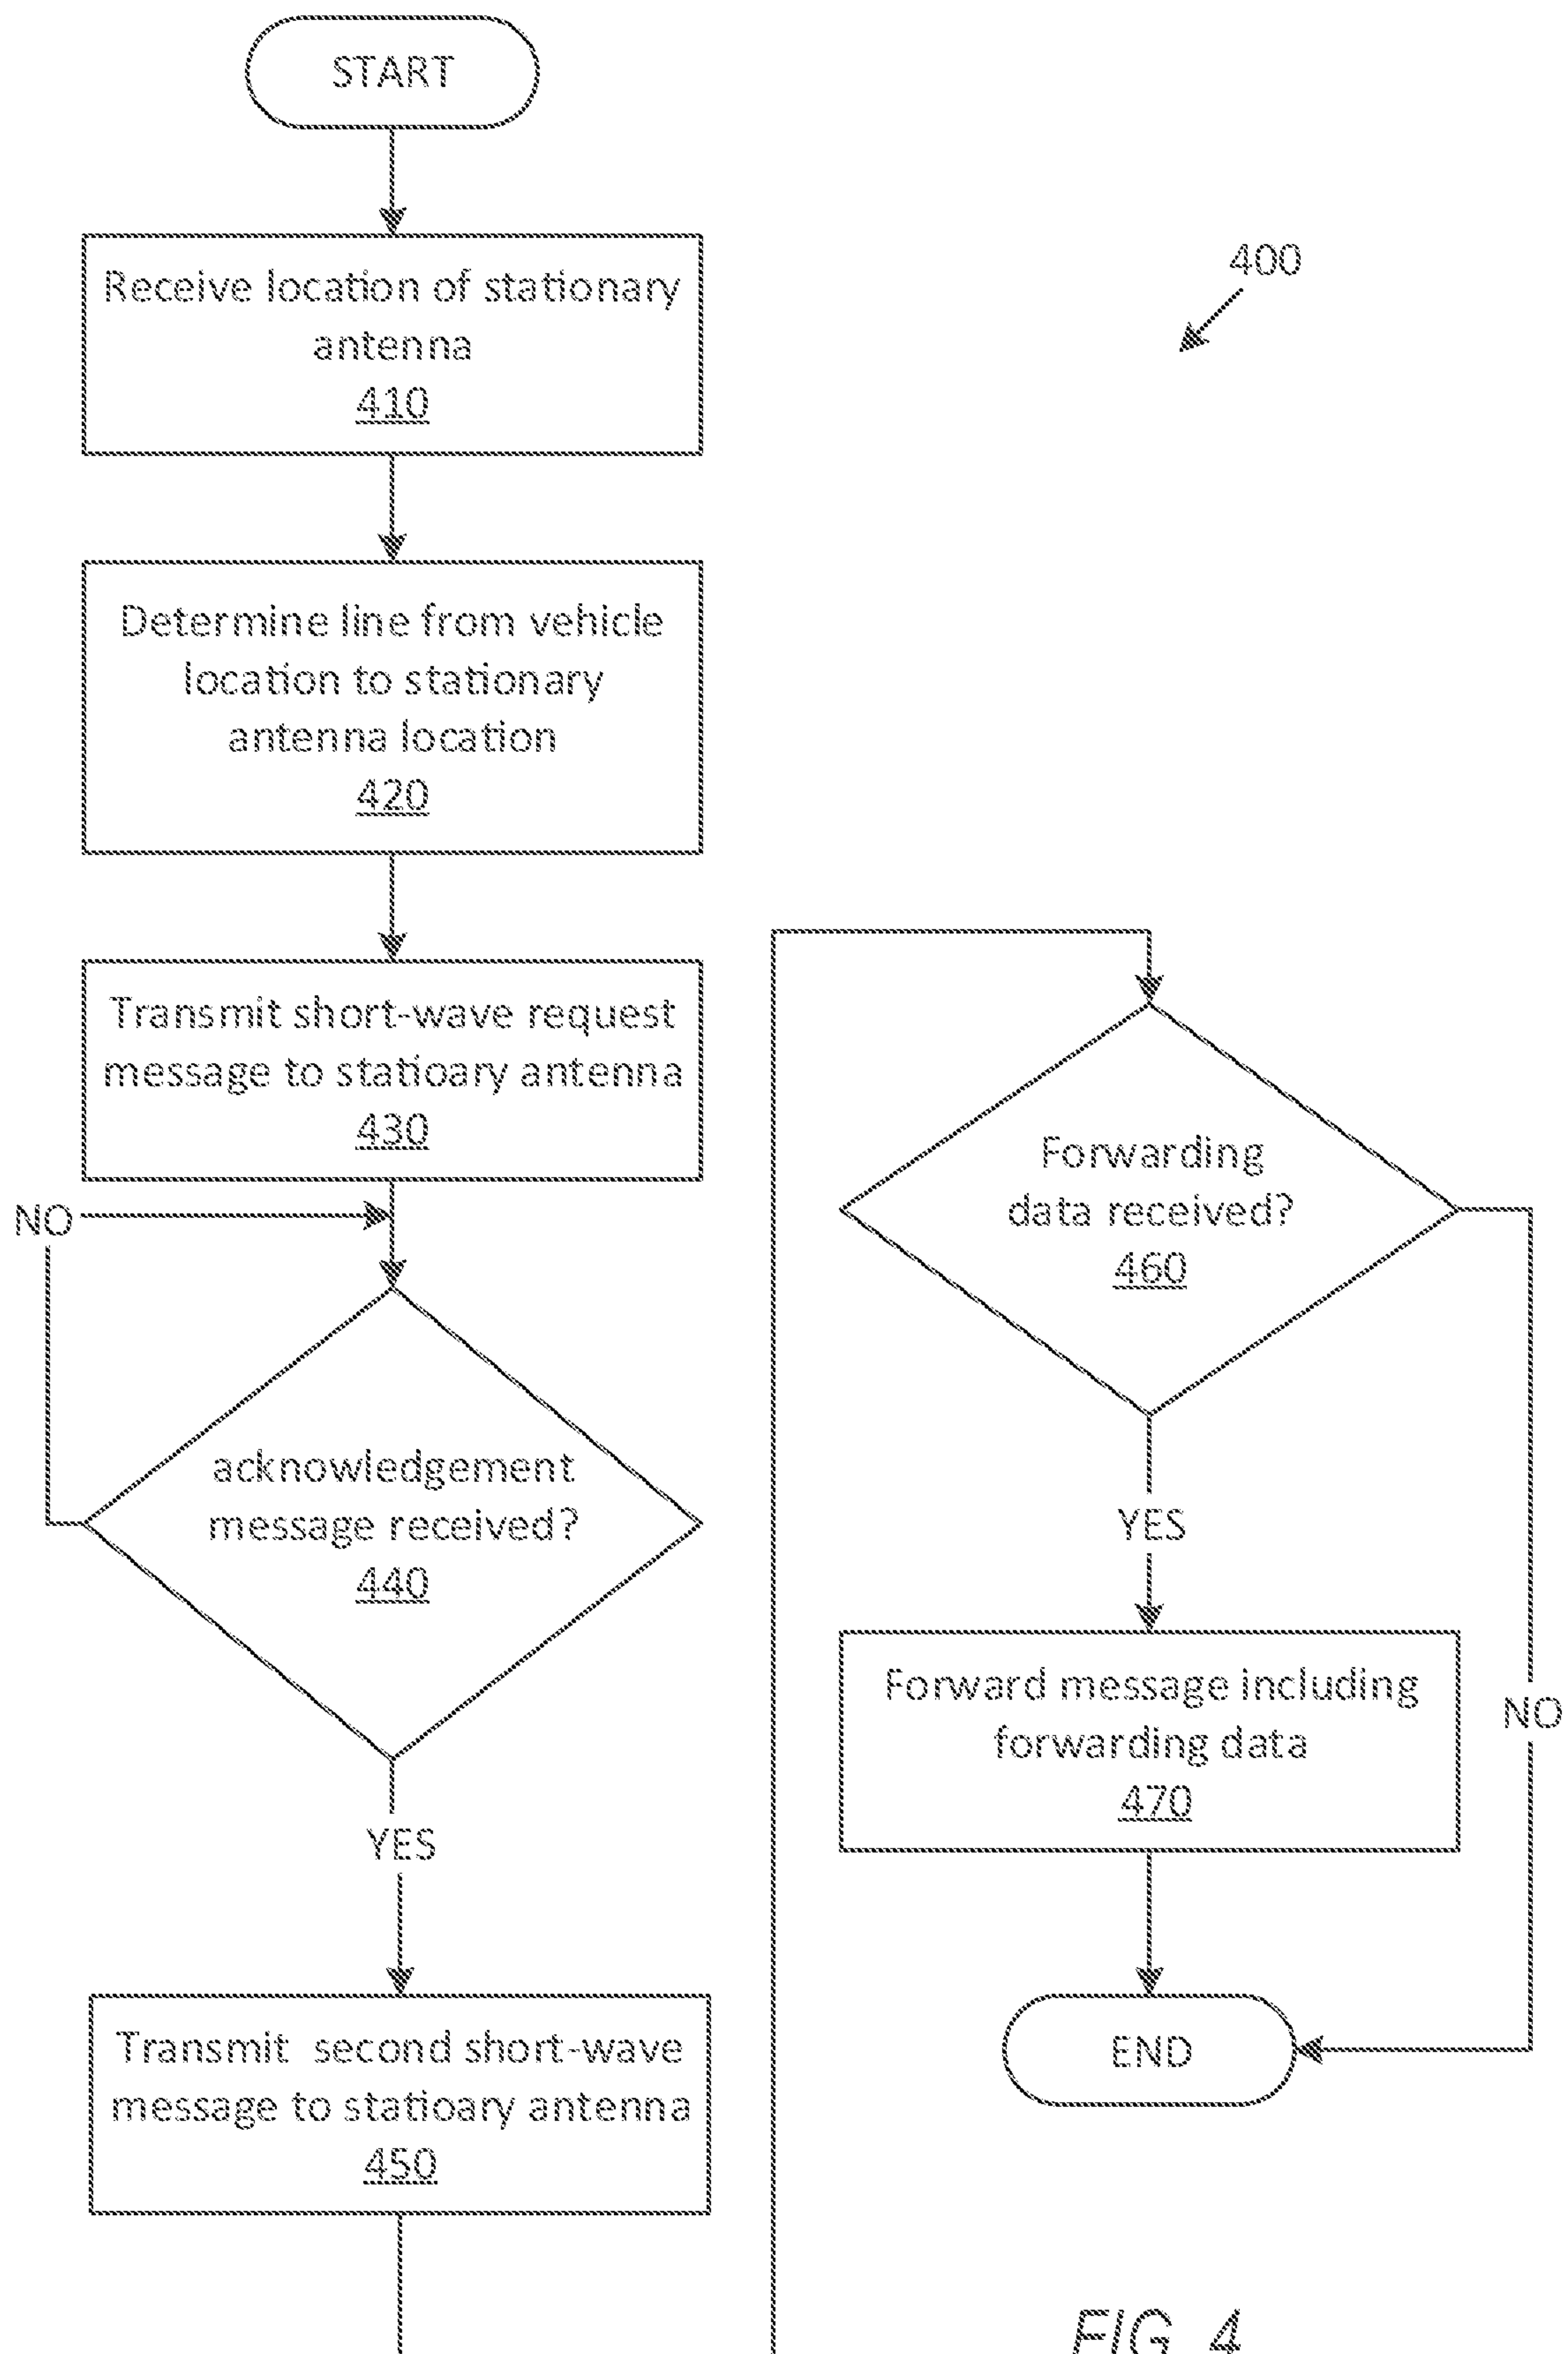 START
Receive location of stationary
antenna
410
400
Determine line from vehicle
location to stationary
antenna location
420
Transmit short-wave request
message to statioary antenna
430
NO
acknowledgement
message received?
440
YES
Transmit second short-wave
message to statioary antenna
450
Forwarding
data received?
460
YES
Forward message including
forwarding data
470
NO
END
FIG. 4